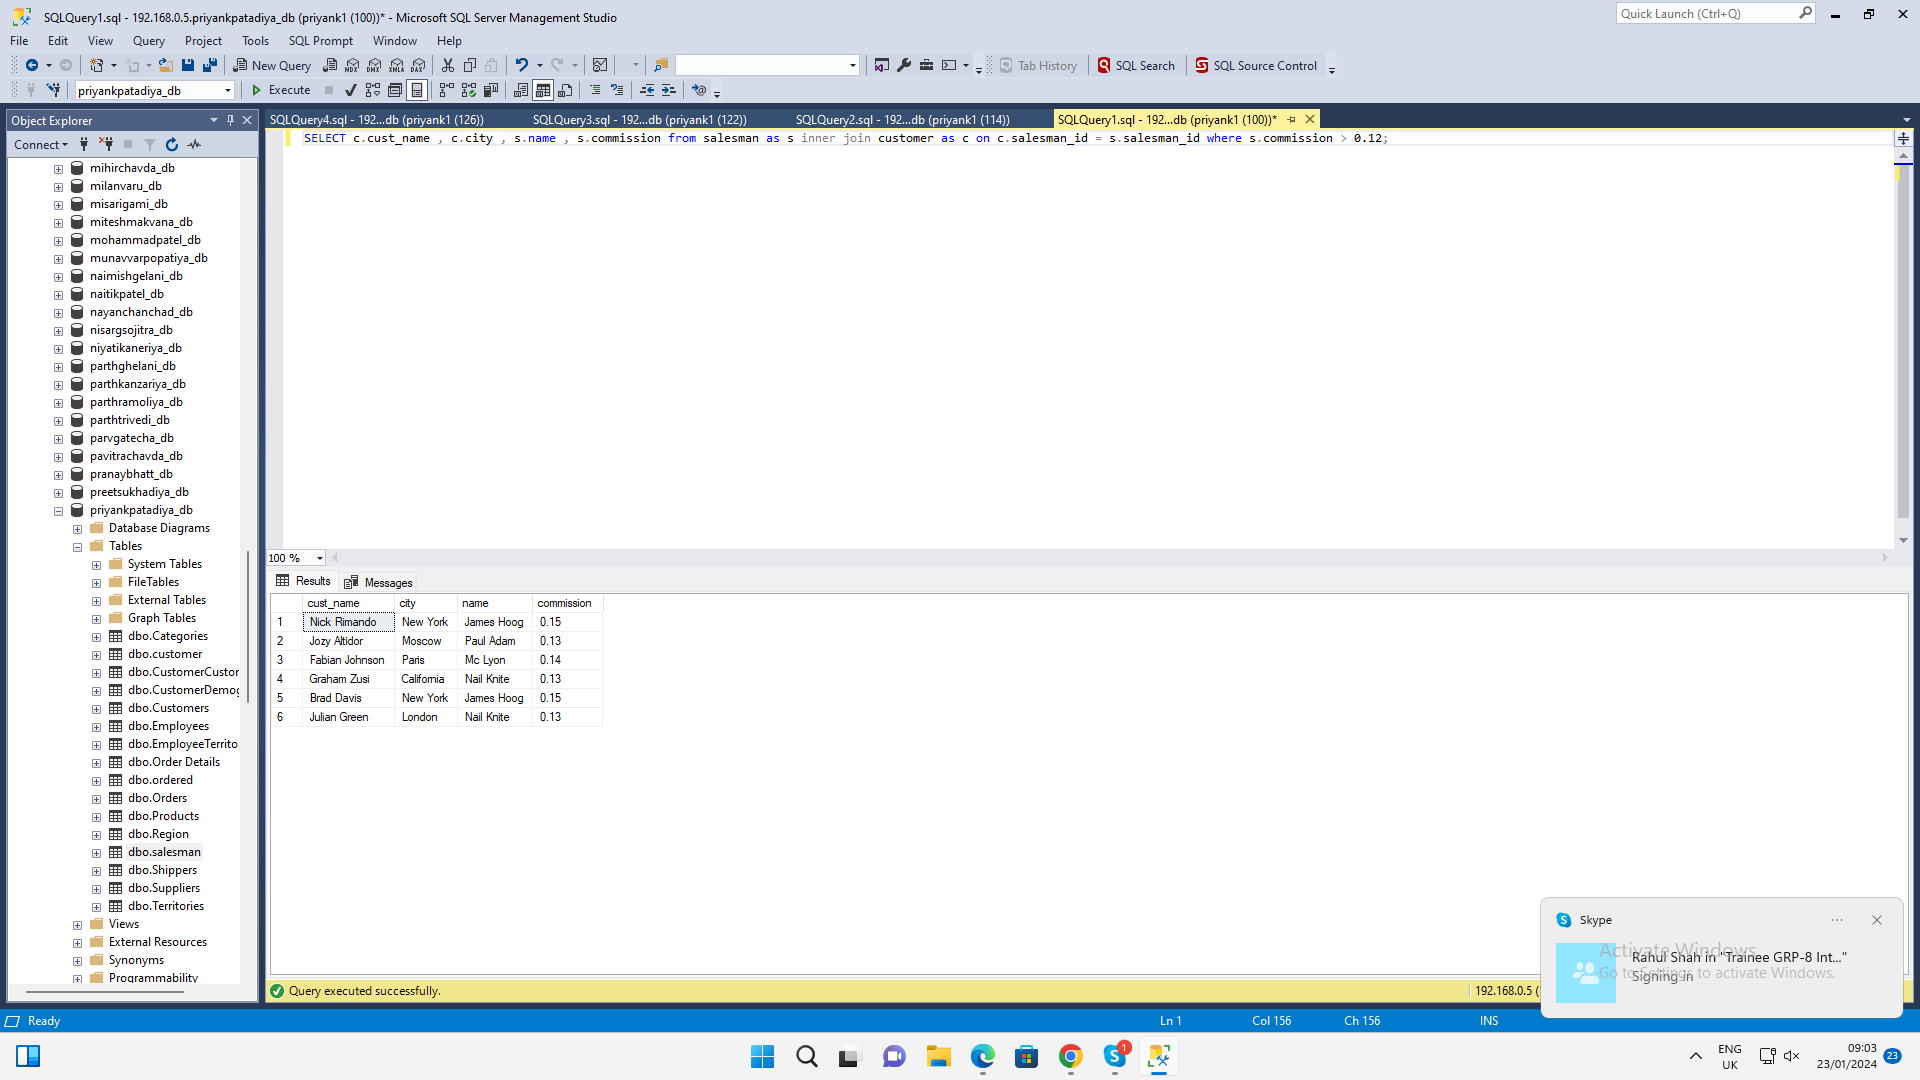 SQLQuery1.sql - 192.168.0.5.priyankpatadiya_db (priyank1 (100))* - Microsoft SQL Server Management Studio
Quick Launch (Ctrl+Q)
File Edit View Query Project Tools SQL Prompt Window Help
New Query
MDX DMX XMLA DAX
Tab History SQL Search SQL Source Control
priyankpatadiya_db Execute
Object Explorer
SQLQuery4.sql - 192...db (priyank1 (126)) SQLQuery3.sql - 192...db (priyank1 (122)) SQLQuery2.sql - 192...db (priyank1 (114)) SQLQuery1.sql - 192...db (priyank1 (100))*
Connect
SELECT c.cust_name , c.city , s.name , s.commission from salesman as s inner join customer as c on c.salesman_id = s.salesman_id where s.commission > 0.12;
mihirchavda_db
milanvaru_db
misarigami_db
miteshmakvana_db
mohammadpatel_db
munavvarpopatiya_db
naimishgelani_db
naitikpatel_db
nayanchanchad_db
nisargsojitra_db
niyatikaneriya_db
parthghelani_db
parthkanzariya_db
parthramoliya_db
parthtrivedi_db
parvgatecha_db
pavitrachavda_db
pranaybhatt_db
preetsukhadiya_db
priyankpatadiya_db
Database Diagrams
Tables
System Tables
FileTables
External Tables
Graph Tables
dbo.Categories
dbo.customer
dbo.CustomerCustor
dbo.CustomerDemog
dbo.Customers
dbo.Employees
dbo.EmployeeTerrito
dbo.Order Details
dbo.ordered
dbo.Orders
dbo.Products
dbo.Region
dbo.salesman
dbo.Shippers
dbo.Suppliers
dbo.Territories
Views
External Resources
Synonyms
Programmability
100 %
Results Messages
cust_name city name commission
1 Nick Rimando New York James Hoog 0.15
2 Jozy Altidor Moscow Paul Adam 0.13
3 Fabian Johnson Paris Mc Lyon 0.14
4 Graham Zusi California Nail Knite 0.13
5 Brad Davis New York James Hoog 0.15
6 Julian Green London Nail Knite 0.13
Skype
Activate Windows
Go to Settings to activate Windows.
Rahul Shah in "Trainee GRP-8 Int..."
Signing in
Query executed successfully.
192.168.0.5 (
Ready Ln 1 Col 156 Ch 156 INS
1
ENG
UK
09:03
23/01/2024
23